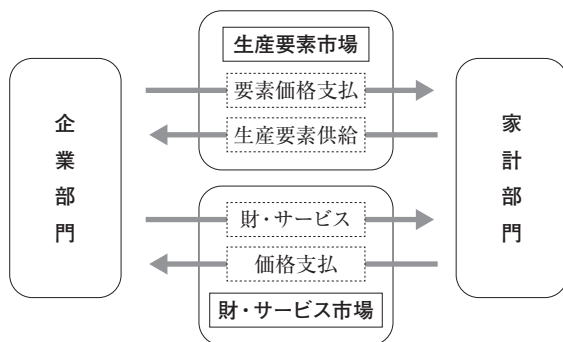 生産要素市場
要素価格支払
生産要素供給
企業部門
家計部門
財・サービス
価格支払
財・サービス市場